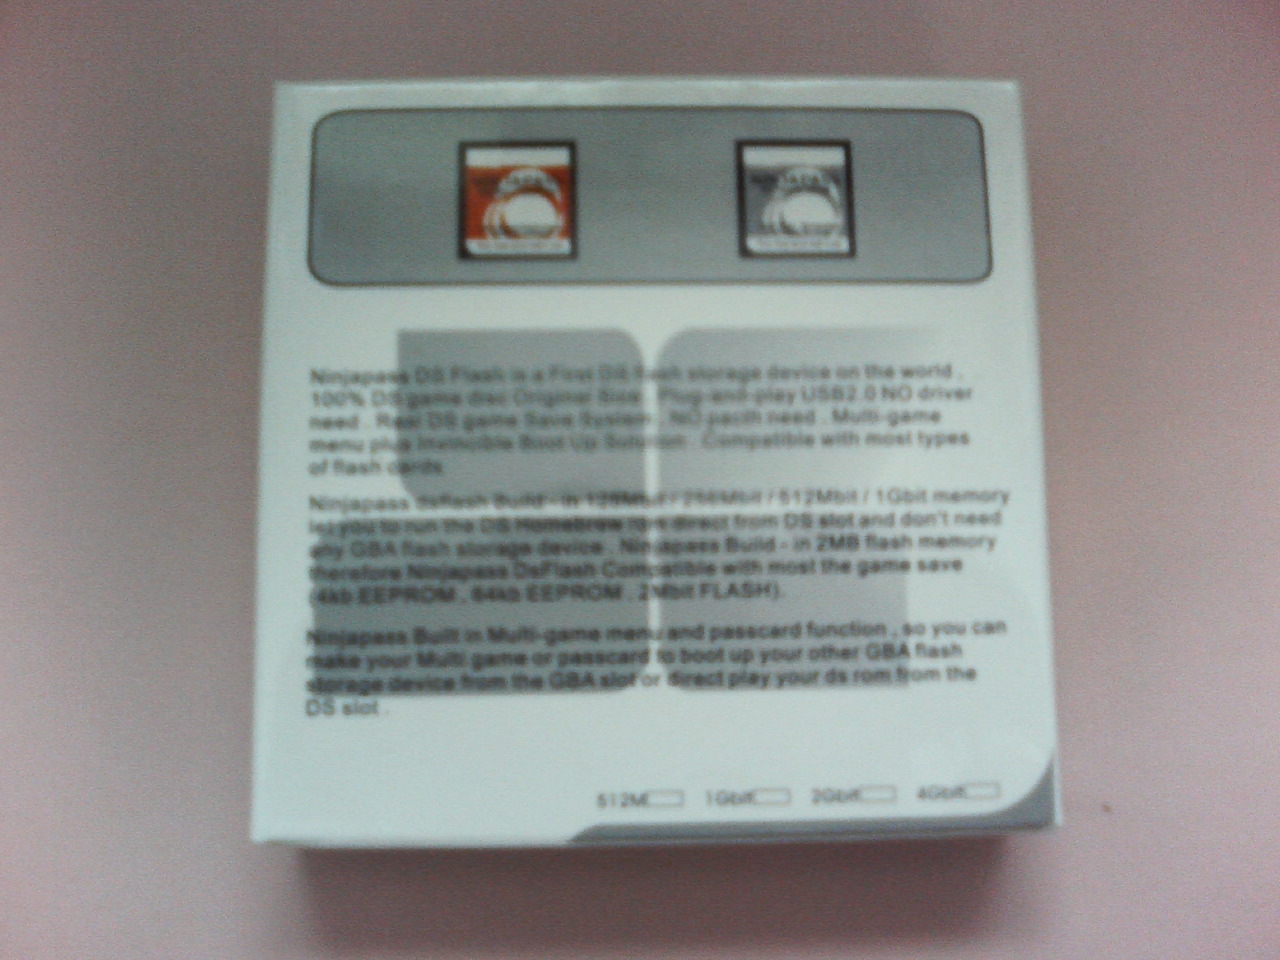 Ninjapass DS Flash is a First DS flash storage device on the world .
100% DS game disc Original Size . Plug-and-play USB2.0 NO driver
need . Real DS game Save System . NO pacth need . Multi-game
menu plus Invincible Boot Up Solution . Compatible with most types
of flash cards
Ninjapass dsflash Build - in 128Mbit / 256Mbit / 512Mbit / 1Gbit memory
let you to run the DS Homebrew rom direct from DS slot and don't need
any GBA flash storage device . Ninjapass Build - in 2MB flash memory
therefore Ninjapass DsFlash Compatible with most the game save
(4kb EEPROM . 64kb EEPROM . 2Mbit FLASH).
Ninjapass Built in Multi-game menu and passcard function , so you can
make your Multi game or passcard to boot up your other GBA flash
storage device from the GBA slot or direct play your ds rom from the
DS slot .
512M 1Gbit 2Gbit 4Gbit